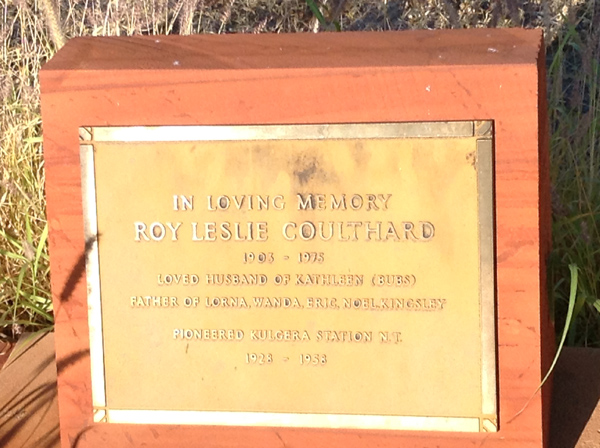 IN LOVING MEMORY
ROY LESLIE COULTHARD
1903 - 1975
LOVED HUSBAND OF KATHLEEN (BUBS)
FATHER OF LORNA, WANDA, ERIC, NOEL, KINGSLEY
PIONEERED KULGERA STATION N.T.
1928 - 1958